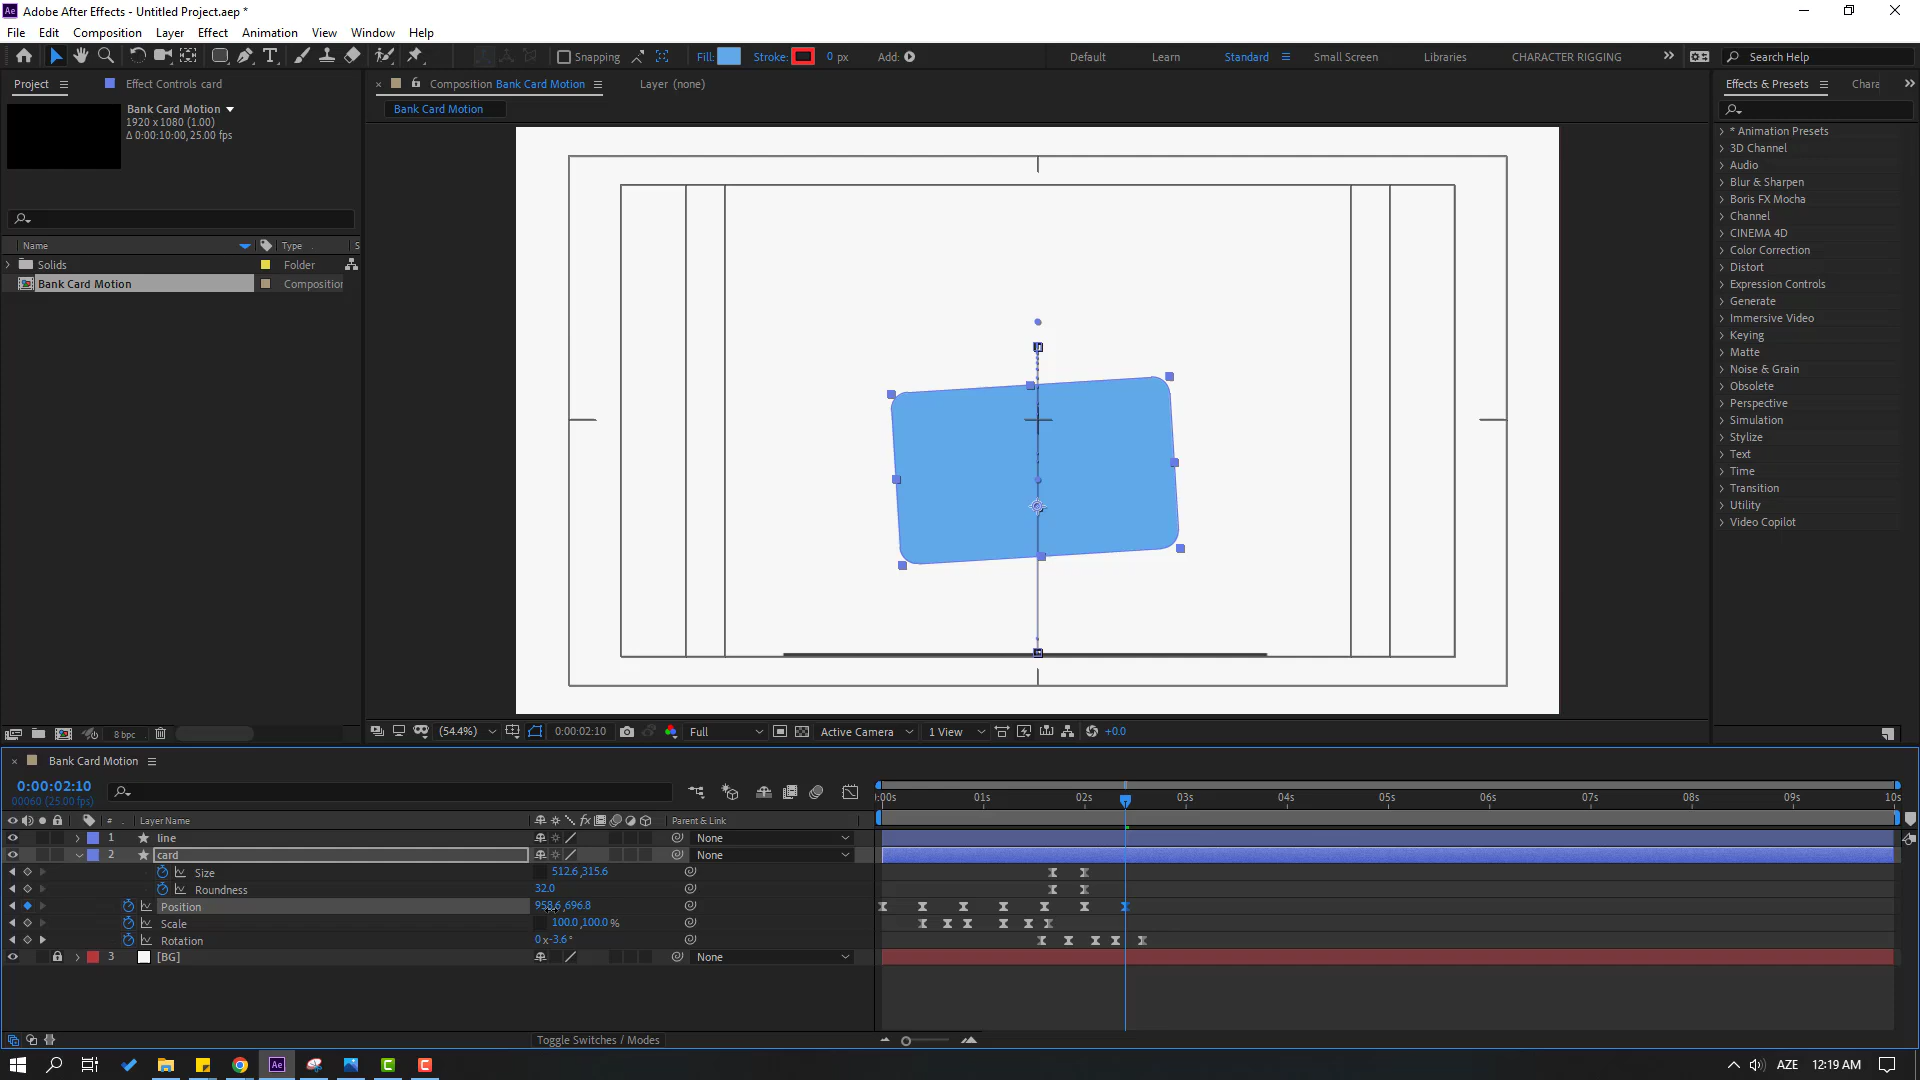 Adobe After Effects - Untitled Project.aep *
File Edit Composition Layer Effect Animation View Window Help
Snapping Fill: Stroke: 0 px Add: Default Learn Standard Small Screen Libraries CHARACTER RIGGING Search Help
Project Effect Controls card
Composition Bank Card Motion Layer (none)
Effects & Presets Chara
Bank Card Motion
1920 x 1080 (1.00)
Δ 0:00:10:00, 25.00 fps
Bank Card Motion
* Animation Presets
3D Channel
Audio
Blur & Sharpen
Boris FX Mocha
Channel
CINEMA 4D
Color Correction
Distort
Expression Controls
Generate
Immersive Video
Keying
Matte
Noise & Grain
Obsolete
Perspective
Simulation
Stylize
Text
Time
Transition
Utility
Video Copilot
Name Type S
Solids Folder
Bank Card Motion Composition
8 bpc
(54.4%) 0:00:02:10 Full Active Camera 1 View +0.0
Bank Card Motion
0:00:02:10
00060 (25.00 fps)
:00s 01s 02s 03s 04s 05s 06s 07s 08s 09s 10s
# Layer Name Parent & Link
1 line None
2 card None
Size 512.6,315.6
Roundness 32.0
Position 958.6,696.8
Scale 100.0,100.0 %
Rotation 0x-3.6°
3 [BG] None
Toggle Switches / Modes
Ae AZE 12:19 AM